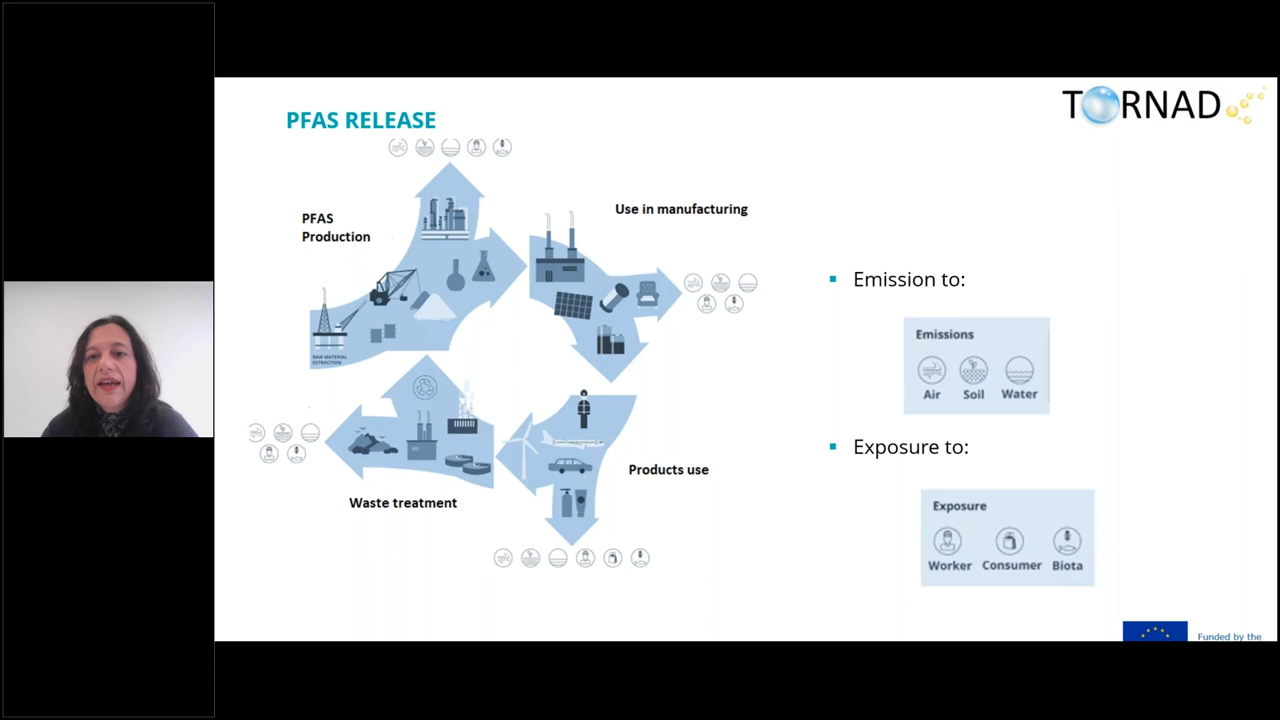 TORNAD
PFAS RELEASE
PFAS
Production
Use in manufacturing
RAW MATERIAL
EXTRACTION
Products use
Waste treatment
Emission to:
Emissions
Air Soil Water
Exposure to:
Exposure
Worker Consumer Biota
Funded by the